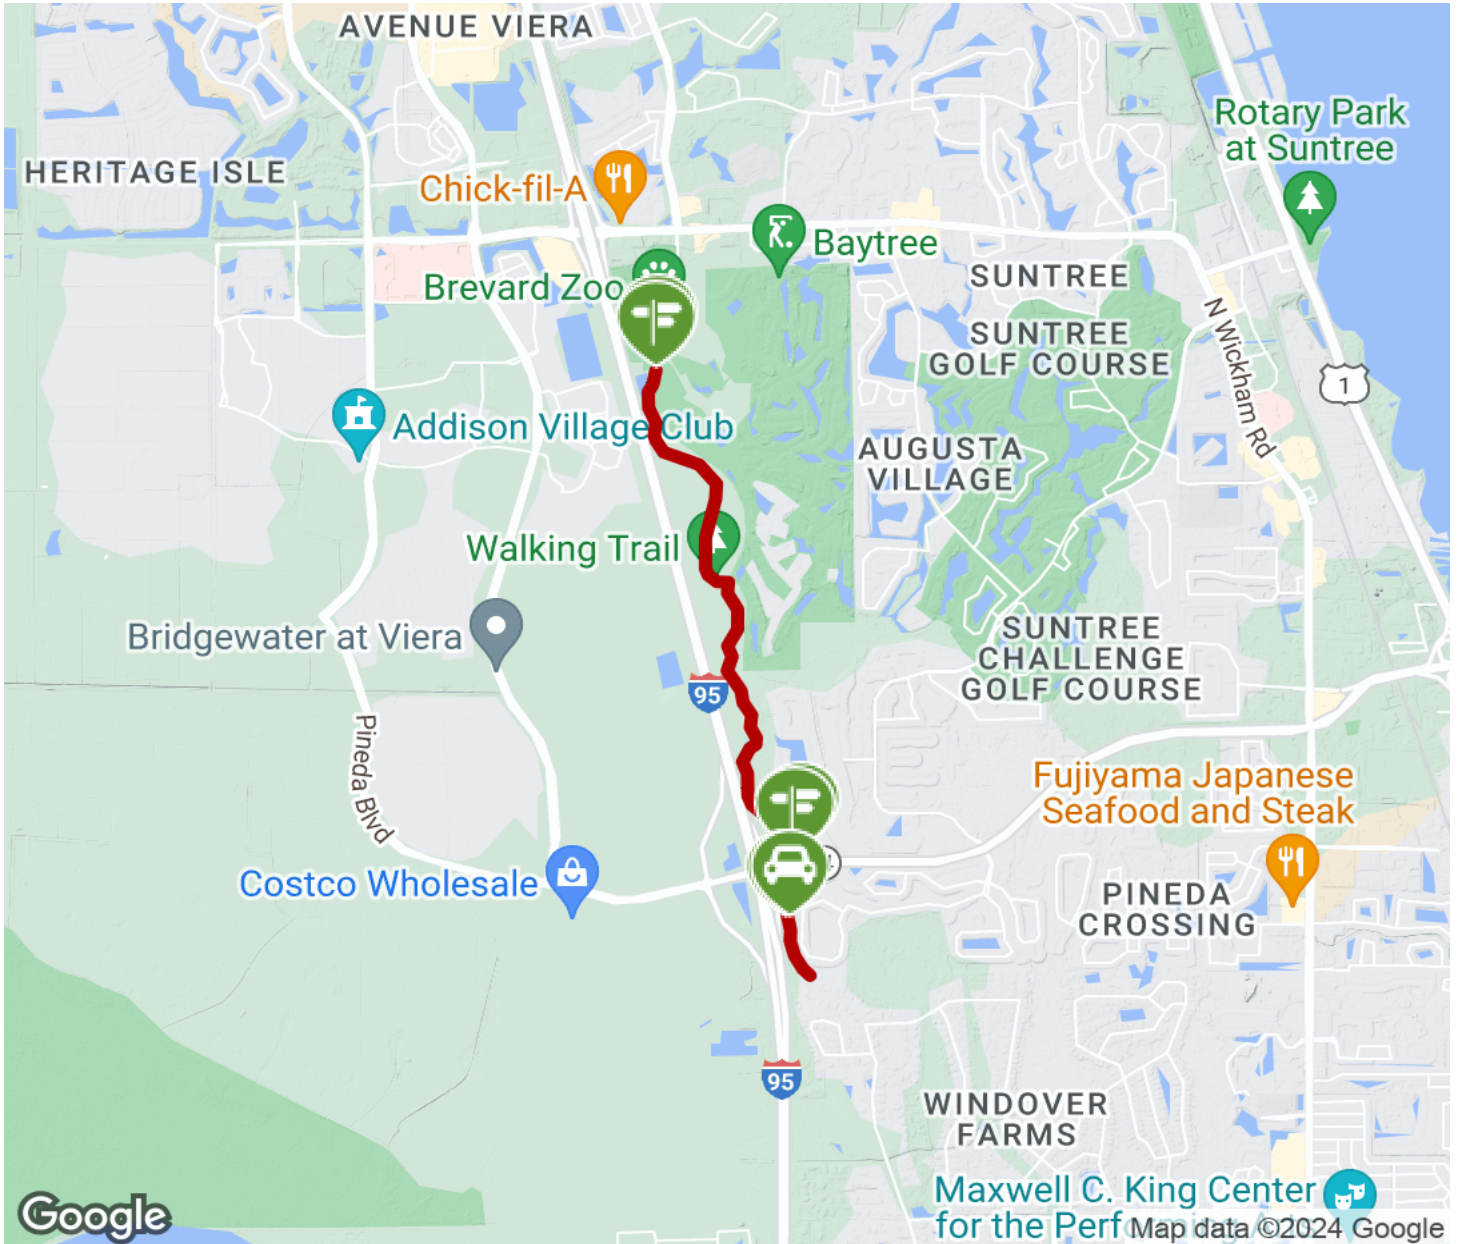 AVENUE VIERA
Rotary Park
at Suntree
HERITAGE ISLE
Chick-fil-A
Baytree
SUNTREE
Brevard Zoo
SUNTREE
GOLF COURSE
N Wickham Rd
1
Addison Village Club
AUGUSTA
VILLAGE
Walking Trail
Bridgewater at Viera
SUNTREE
CHALLENGE
GOLF COURSE
95
Pineda Blvd
Fujiyama Japanese
Seafood and Steak
Costco Wholesale
PINEDA
CROSSING
95
WINDOVER
FARMS
Maxwell C. King Center
for the
Google
Map data ©2024 Google